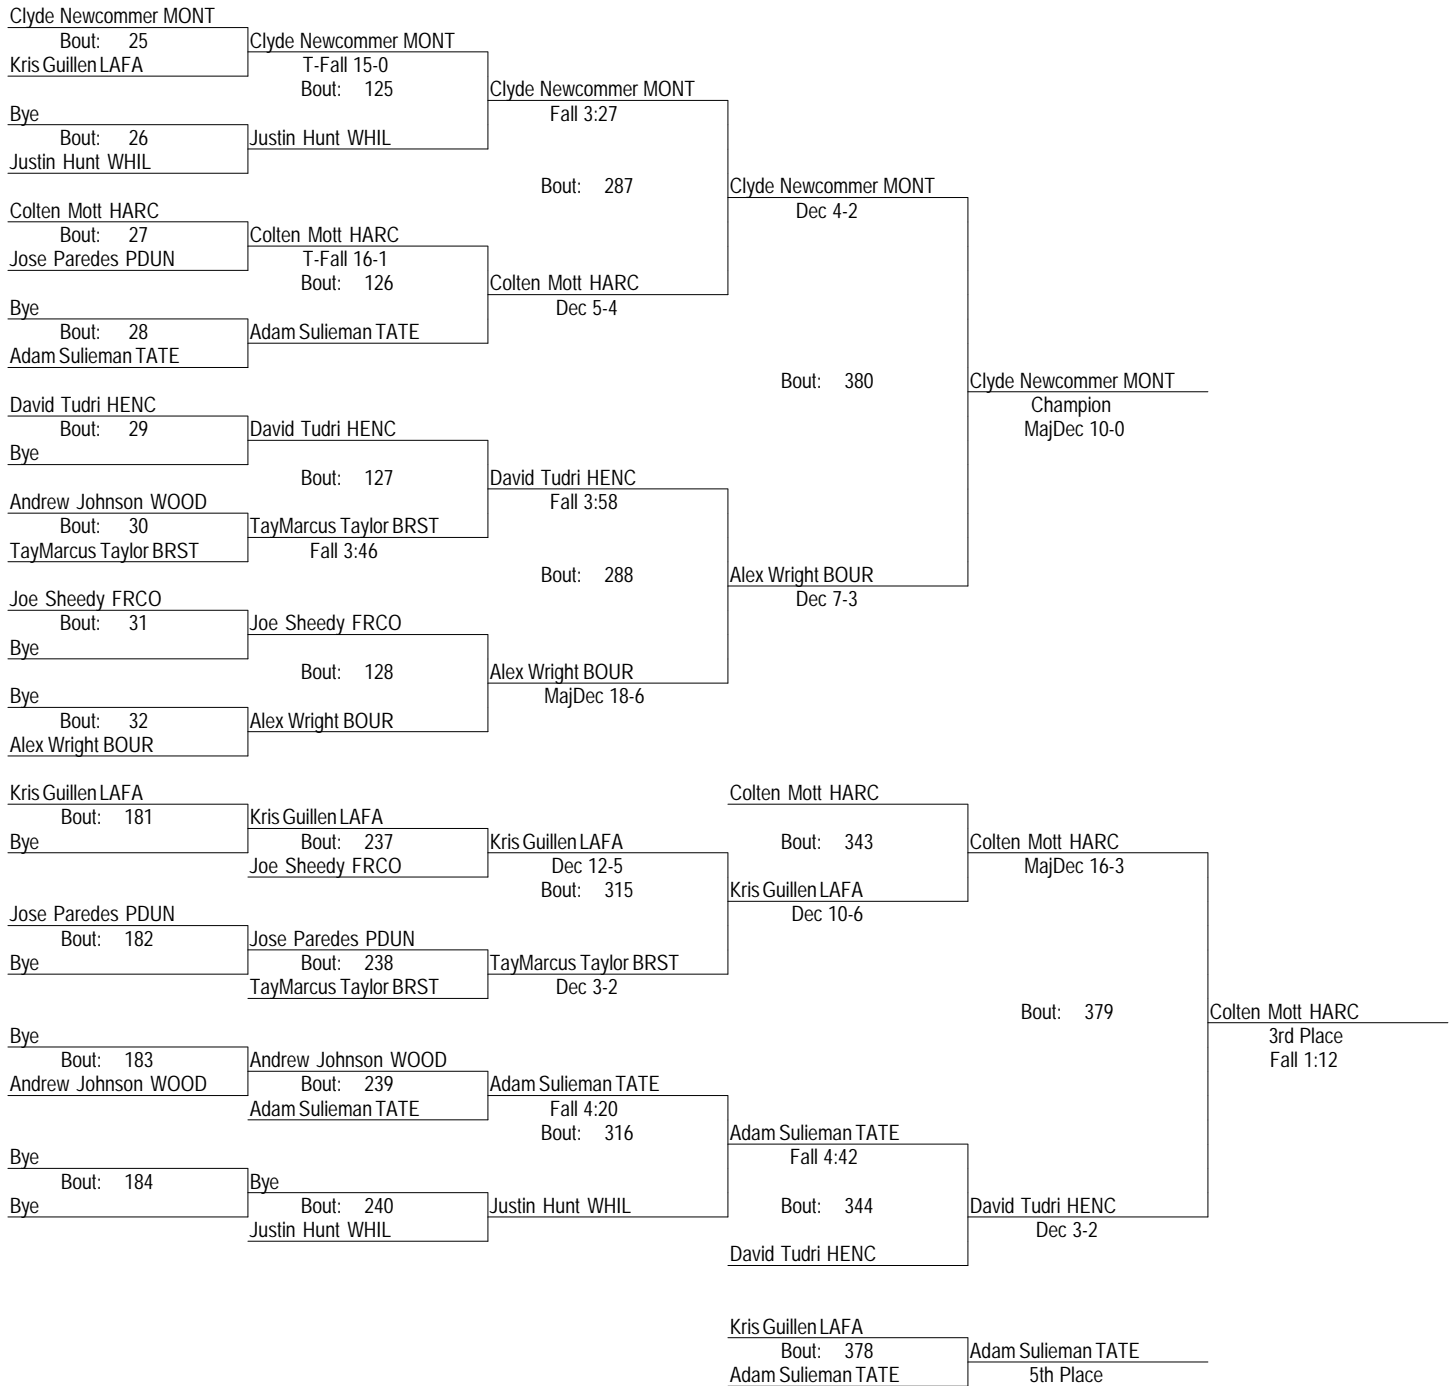 Clyde Newcommer MONT
Bout: 25
Clyde Newcommer MONT
Kris Guillen LAFA
T-Fall 15-0
Bout: 125
Clyde Newcommer MONT
Bye
Fall 3:27
Bout: 26
Justin Hunt WHIL
Justin Hunt WHIL
Bout: 287
Clyde Newcommer MONT
Colten Mott HARC
Dec 4-2
Bout: 27
Colten Mott HARC
Jose Paredes PDUN
T-Fall 16-1
Bout: 126
Colten Mott HARC
Bye
Dec 5-4
Bout: 28
Adam Sulieman TATE
Adam Sulieman TATE
Bout: 380
Clyde Newcommer MONT
David Tudri HENC
Champion
Bout: 29
David Tudri HENC
MajDec 10-0
Bye
Bout: 127
David Tudri HENC
Andrew Johnson WOOD
Fall 3:58
Bout: 30
TayMarcus Taylor BRST
TayMarcus Taylor BRST
Fall 3:46
Bout: 288
Alex Wright BOUR
Joe Sheedy FRCO
Dec 7-3
Bout: 31
Joe Sheedy FRCO
Bye
Bout: 128
Alex Wright BOUR
Bye
MajDec 18-6
Bout: 32
Alex Wright BOUR
Alex Wright BOUR
Kris Guillen LAFA
Colten Mott HARC
Bout: 181
Kris Guillen LAFA
Bye
Bout: 237
Kris Guillen LAFA
Bout: 343
Colten Mott HARC
Joe Sheedy FRCO
Dec 12-5
MajDec 16-3
Bout: 315
Kris Guillen LAFA
Jose Paredes PDUN
Dec 10-6
Bout: 182
Jose Paredes PDUN
Bye
Bout: 238
TayMarcus Taylor BRST
TayMarcus Taylor BRST
Dec 3-2
Bout: 379
Colten Mott HARC
Bye
3rd Place
Bout: 183
Andrew Johnson WOOD
Fall 1:12
Andrew Johnson WOOD
Bout: 239
Adam Sulieman TATE
Adam Sulieman TATE
Fall 4:20
Bout: 316
Adam Sulieman TATE
Bye
Fall 4:42
Bout: 184
Bye
Bye
Bout: 240
Justin Hunt WHIL
Bout: 344
David Tudri HENC
Justin Hunt WHIL
Dec 3-2
David Tudri HENC
Kris Guillen LAFA
Bout: 378
Adam Sulieman TATE
Adam Sulieman TATE
5th Place